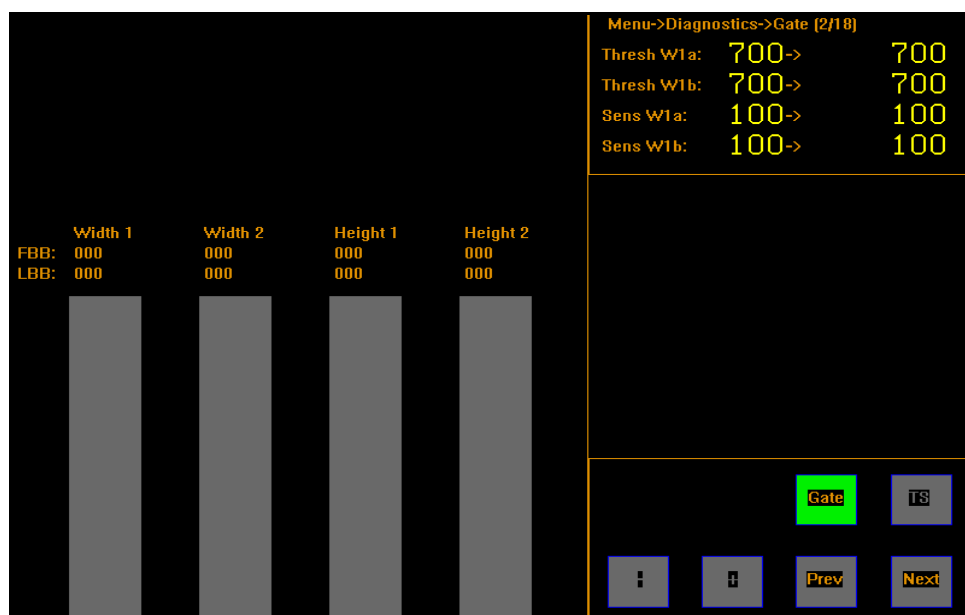 Menu->Diagnostics->Gate (2/18)
Thresh W1a: 700-> 700
Thresh W1b: 700-> 700
Sens W1a: 100-> 100
Sens W1b: 100-> 100
Width 1 Width 2 Height 1 Height 2
FBB: 000 000 000 000
LBB: 000 000 000 000
Gate TS
- + Prev Next